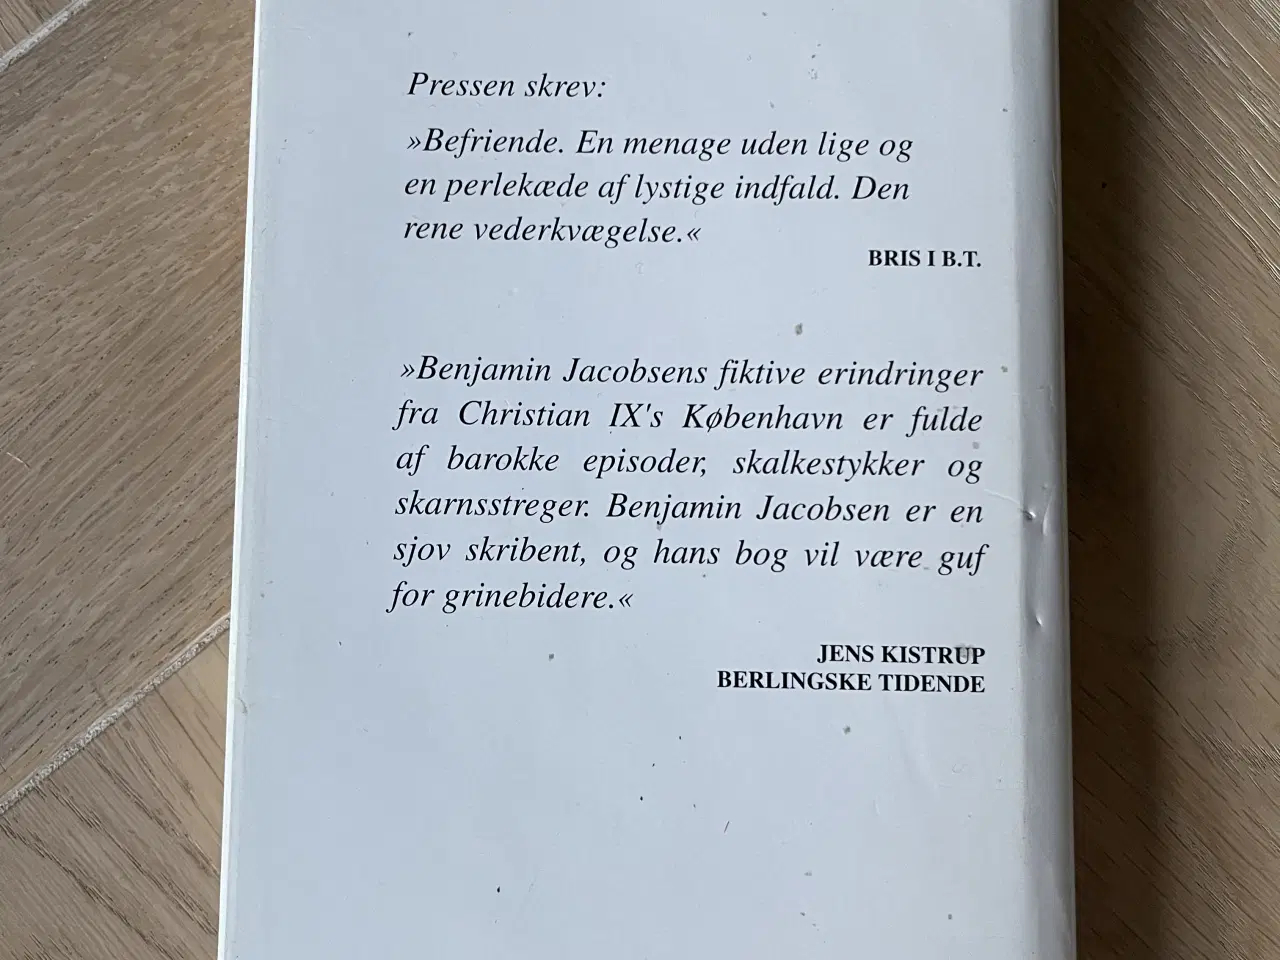 Pressen skrev:
»Befriende. En menage uden lige og
en perlekæde af lystige indfald. Den
rene vederkvægelse.«
BRIS I B.T.
»Benjamin Jacobsens fiktive erindringer
fra Christian IX's København er fulde
af barokke episoder, skalkestykker og
skarnsstreger. Benjamin Jacobsen er en
sjov skribent, og hans bog vil være guf
for grinebidere.«
JENS KISTRUP
BERLINGSKE TIDENDE